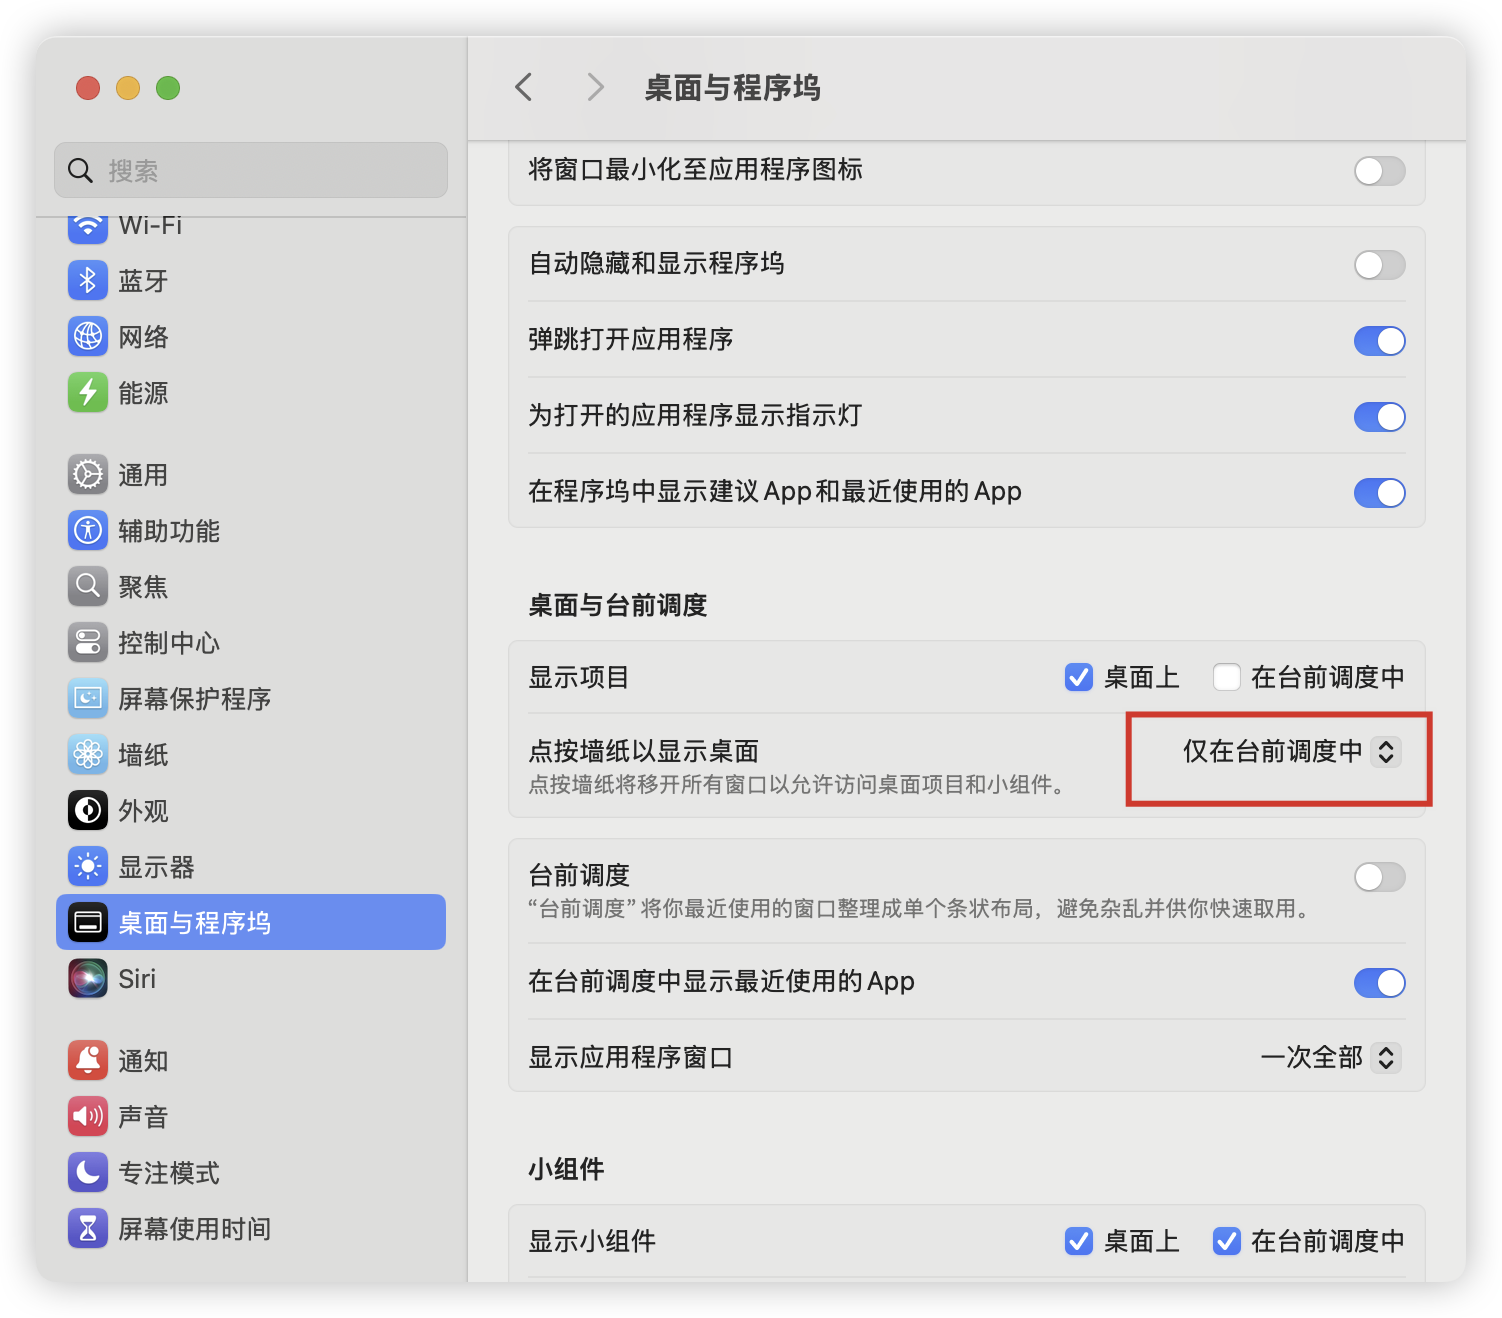 桌面与程序坞
搜索
Wi-Fi
蓝牙
网络
能源
通用
辅助功能
聚焦
控制中心
屏幕保护程序
墙纸
外观
显示器
桌面与程序坞
Siri
通知
声音
专注模式
屏幕使用时间
将窗口最小化至应用程序图标
自动隐藏和显示程序坞
弹跳打开应用程序
为打开的应用程序显示指示灯
在程序坞中显示建议 App 和最近使用的 App
桌面与台前调度
显示项目 桌面上 在台前调度中
点按墙纸以显示桌面 仅在台前调度中
点按墙纸将移开所有窗口以允许访问桌面项目和小组件。
台前调度
“台前调度”将你最近使用的窗口整理成单个条状布局，避免杂乱并供你快速取用。
在台前调度中显示最近使用的 App
显示应用程序窗口 一次全部
小组件
显示小组件 桌面上 在台前调度中